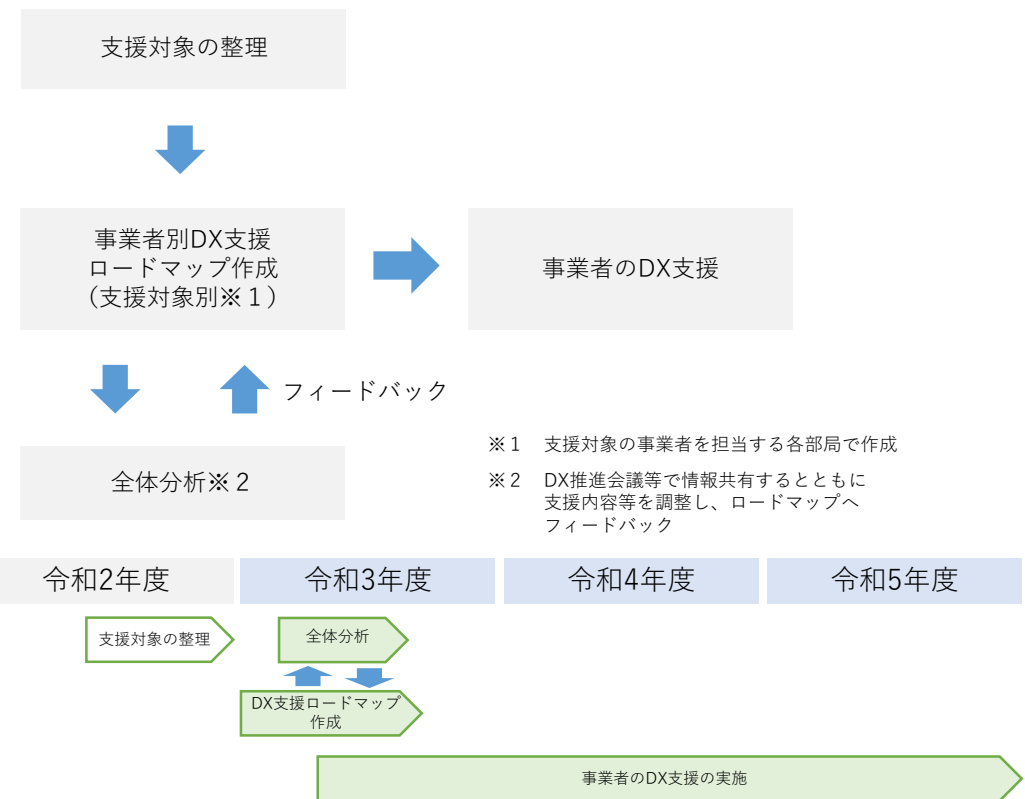 支援対象の整理
事業者別DX支援
ロードマップ作成
（支援対象別※１）
事業者のDX支援
フィードバック
全体分析※２
※１　支援対象の事業者を担当する各部局で作成
※２　DX推進会議等で情報共有するとともに
支援内容等を調整し、ロードマップへ
フィードバック
令和2年度
令和3年度
令和4年度
令和5年度
支援対象の整理
全体分析
DX支援ロードマップ
作成
事業者のDX支援の実施